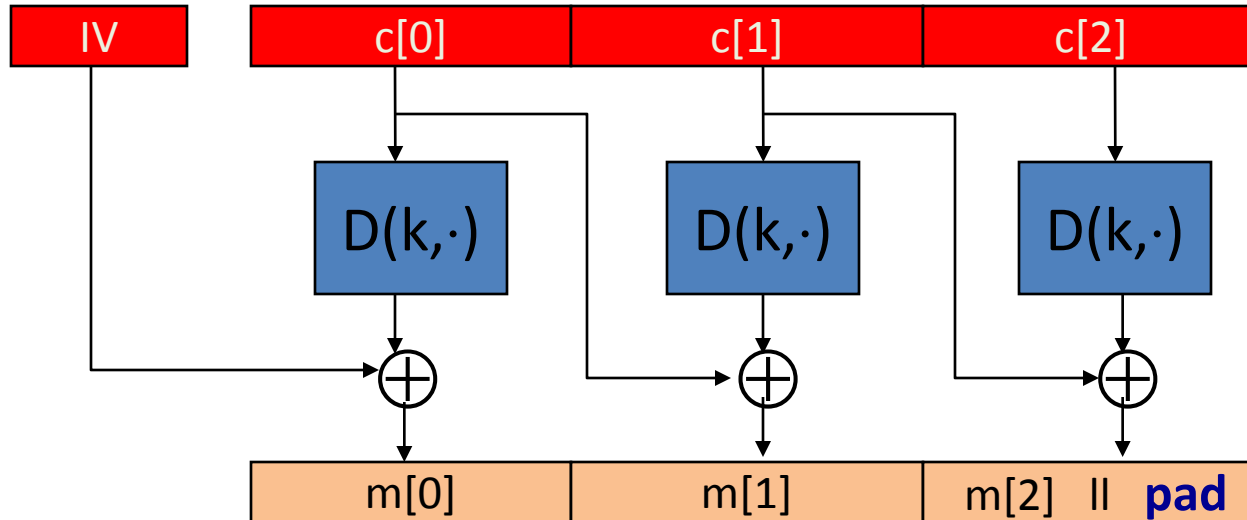 IV c[0] c[1] c[2]
D(k,·) D(k,·) D(k,·)
m[0] m[1] m[2] ll pad